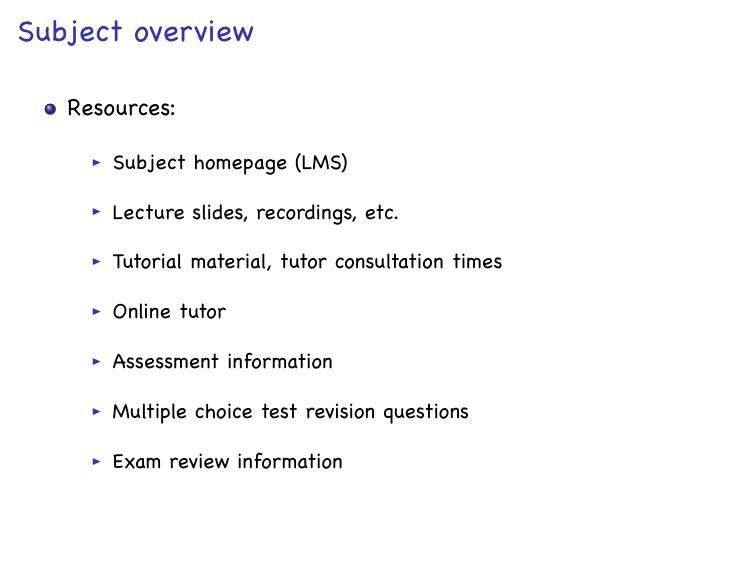 Subject overview
Resources:
Subject homepage (LMS)
Lecture slides, recordings, etc.
Tutorial material, tutor consultation times
Online tutor
Assessment information
Multiple choice test revision questions
Exam review information